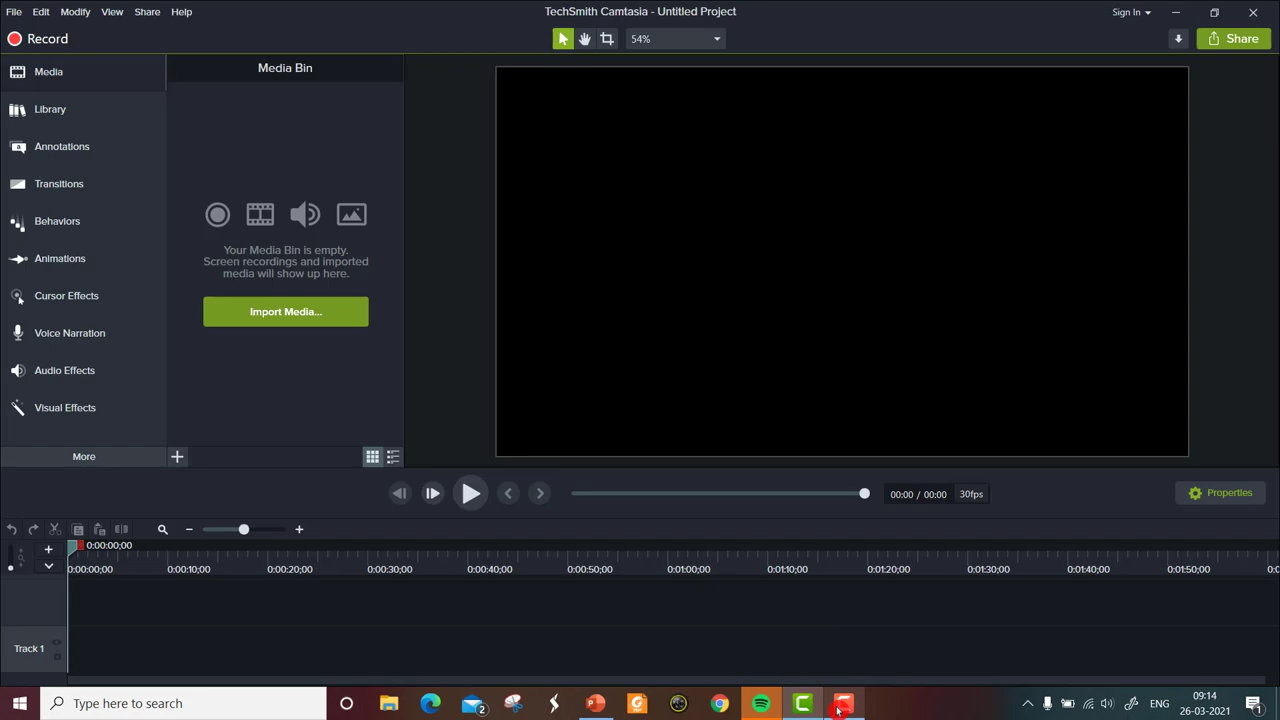 File Edit Modify View Share Help
TechSmith Camtasia - Untitled Project
Sign In
Record
54%
Share
Media
Media Bin
Library
Annotations
Transitions
Behaviors
Your Media Bin is empty.
Screen recordings and imported
media will show up here.
Animations
Cursor Effects
Import Media...
Voice Narration
Audio Effects
Visual Effects
More
00:00 / 00:00
30fps
Properties
0:00:00;00
0:00:00;00 0:00:10;00 0:00:20;00 0:00:30;00 0:00:40;00 0:00:50;00 0:01:00;00 0:01:10;00 0:01:20;00 0:01:30;00 0:01:40;00 0:01:50;00 0:0
Track 1
Type here to search
2
ENG
09:14
26-03-2021
1